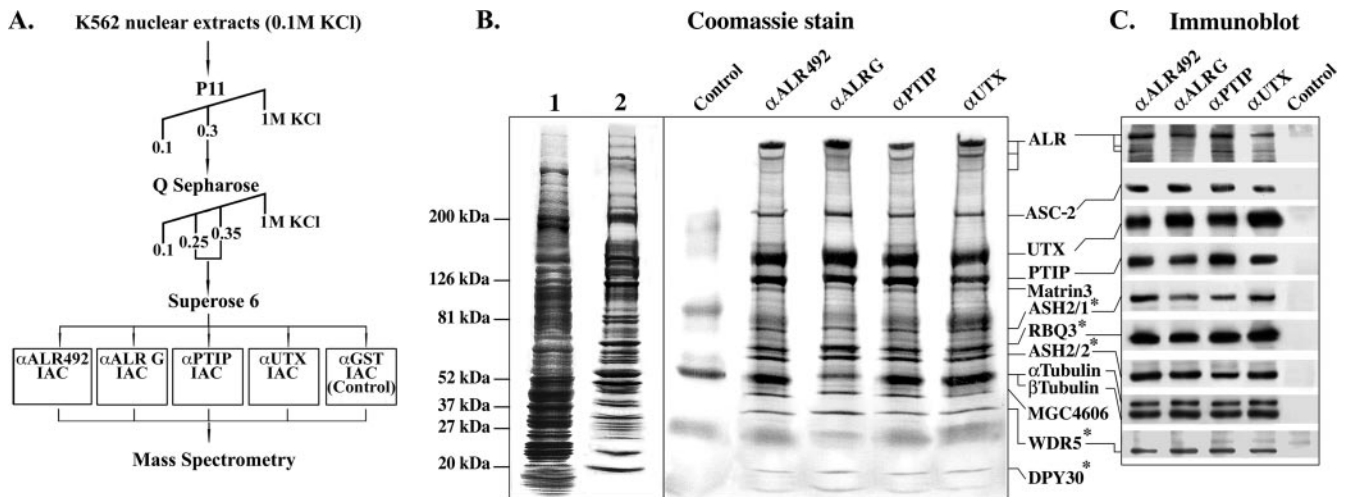 A.
K562 nuclear extracts (0.1M KCl)
P11
0.1
0.3
1M KCl
Q Sepharose
0.1
0.25
0.35
1M KCl
Superose 6
αALR492 IAC
αALR G IAC
αPTIP IAC
αUTX IAC
αGST IAC (Control)
Mass Spectrometry
B.
Coomassie stain
1
2
Control
αALR492
αALRG
αPTIP
αUTX
200 kDa
126 kDa
81 kDa
52 kDa
37 kDa
27 kDa
20 kDa
ALR
ASC-2
UTX
PTIP
Matrin3
ASH2/1*
RBQ3*
ASH2/2*
αTubulin
βTubulin
MGC4606
WDR5*
DPY30*
C.
Immunoblot
αALR492
αALRG
αPTIP
αUTX
Control